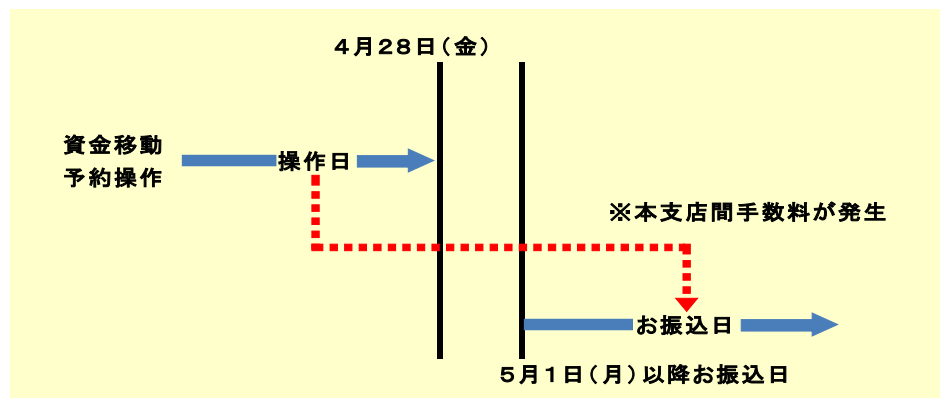 4月28日(金)
資金移動
予約操作
操作日
※本支店間手数料が発生
お振込日
5月1日(月)以降お振込日